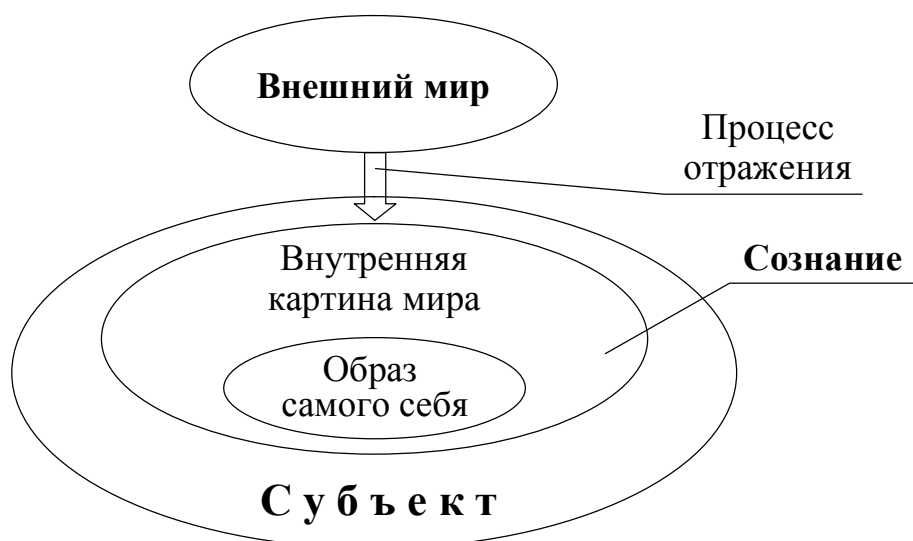 Внешний мир
Процесс
отражения
Внутренняя
картина мира
Сознание
Образ
самого себя
С у б ъ е к т